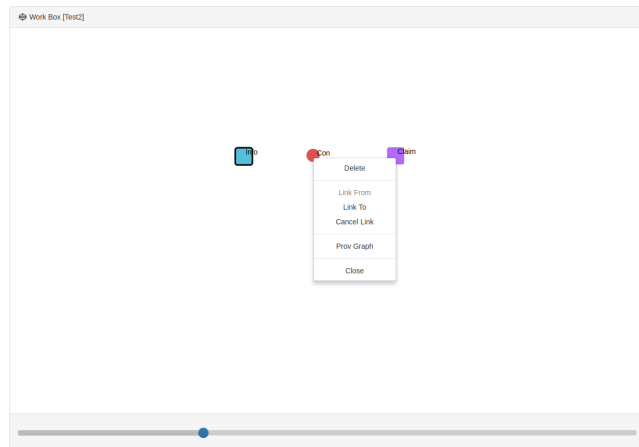 Work Box [Test2]
Info
Con
Claim
Delete
Link From
Link To
Cancel Link
Prov Graph
Close